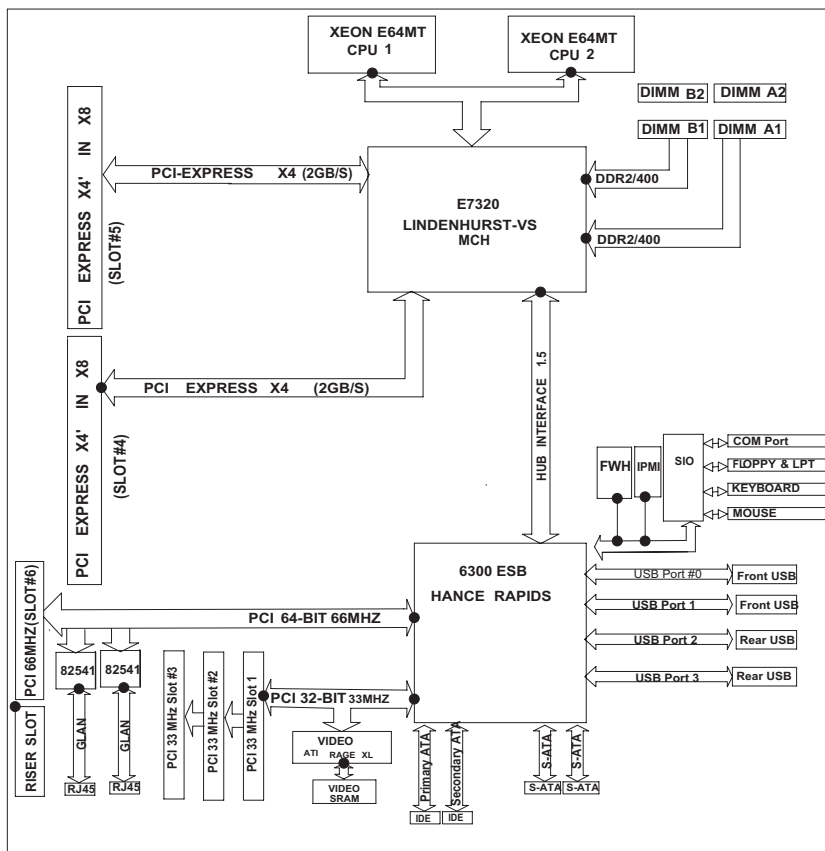 XEON E64MT
CPU 1
XEON E64MT
CPU 2
DIMM B2
DIMM A2
DIMM B1
DIMM A1
PCI EXPRESS X4' IN X8
(SLOT#5)
PCI-EXPRESS X4 (2GB/S)
E7320
LINDENHURST-VS
MCH
DDR2/400
DDR2/400
PCI EXPRESS X4' IN X8
(SLOT#4)
PCI EXPRESS X4 (2GB/S)
HUB INTERFACE 1.5
FWH
IPMI
SIO
COM Port
FLOPPY & LPT
KEYBOARD
MOUSE
6300 ESB
HANCE RAPIDS
USB Port #0
Front USB
USB Port 1
Front USB
USB Port 2
Rear USB
USB Port 3
Rear USB
PCI 66MHZ(SLOT#6)
RISER SLOT
PCI 64-BIT 66MHZ
82541
82541
GLAN
GLAN
RJ45
RJ45
PCI 33 MHz Slot #3
PCI 33 MHz Slot #2
PCI 33 MHz Slot 1
PCI 32-BIT 33MHZ
VIDEO
ATI RAGE XL
VIDEO
SRAM
Primary ATA
Secondary ATA
IDE
IDE
S-ATA
S-ATA
S-ATA
S-ATA